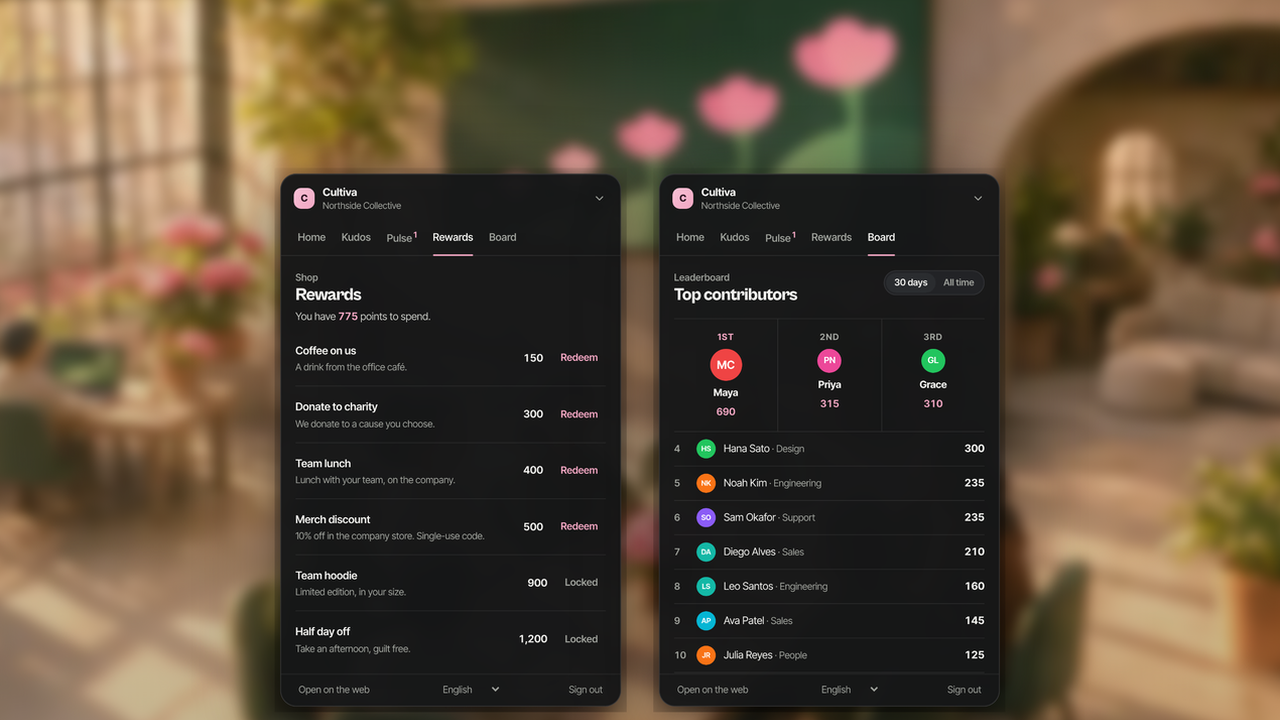 C
Cultiva
Northside Collective
Home Kudos Pulse 1 Rewards Board
Shop
Rewards
You have 775 points to spend.
Coffee on us
A drink from the office café.
150 Redeem
Donate to charity
We donate to a cause you choose.
300 Redeem
Team lunch
Lunch with your team, on the company.
400 Redeem
Merch discount
10% off in the company store. Single-use code.
500 Redeem
Team hoodie
Limited edition, in your size.
900 Locked
Half day off
Take an afternoon, guilt free.
1,200 Locked
Open on the web English Sign out
C
Cultiva
Northside Collective
Home Kudos Pulse 1 Rewards Board
Leaderboard
Top contributors
30 days All time
1ST
MC
Maya
690
2ND
PN
Priya
315
3RD
GL
Grace
310
4 HS Hana Sato · Design 300
5 NK Noah Kim · Engineering 235
6 SO Sam Okafor · Support 235
7 DA Diego Alves · Sales 210
8 LS Leo Santos · Engineering 160
9 AP Ava Patel · Sales 145
10 JR Julia Reyes · People 125
Open on the web English Sign out